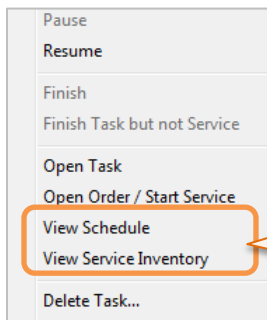 Pause
Resume
Finish
Finish Task but not Service
Open Task
Open Order / Start Service
View Schedule
View Service Inventory
Delete Task...